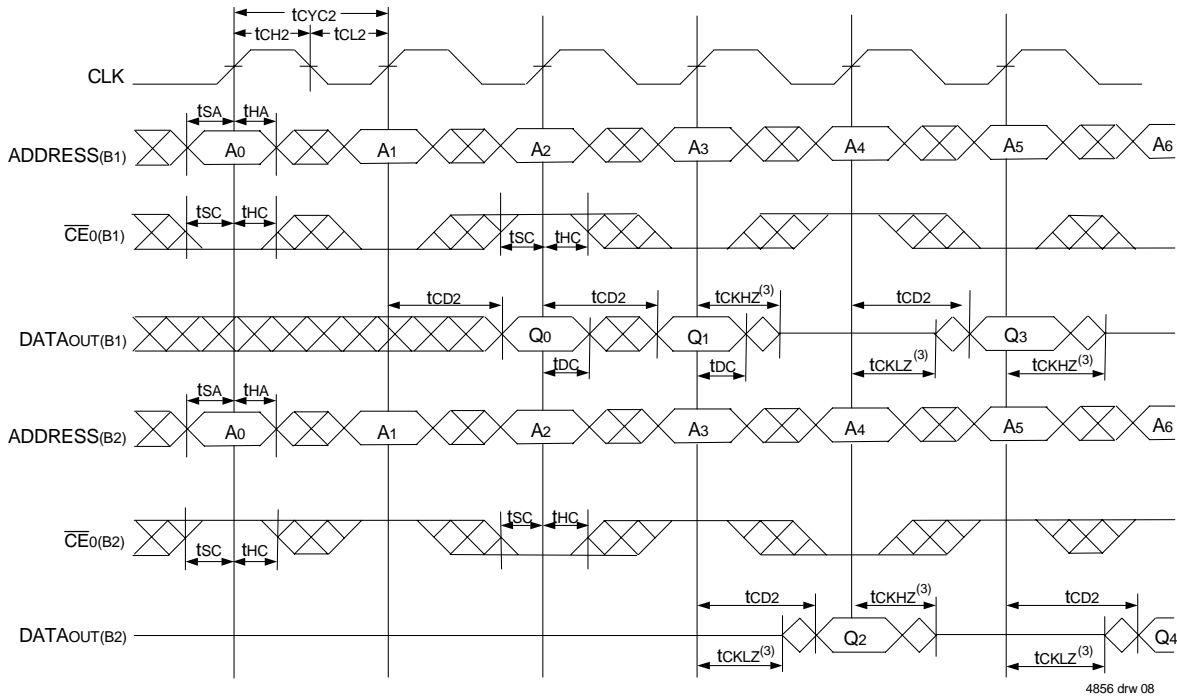 tCYC2
tCH2 tCL2
CLK
tSA tHA
ADDRESS(B1) A0 A1 A2 A3 A4 A5 A6
tSC tHC
CE0(B1)
tSC tHC
tCD2 tCD2 tCKHZ(3) tCD2
DATAOUT(B1) Q0 Q1 Q3
tDC tDC tCKLZ(3) tCKHZ(3)
tSA tHA
ADDRESS(B2) A0 A1 A2 A3 A4 A5 A6
tSC tHC
CE0(B2)
tSC tHC
tCD2 tCKHZ(3) tCD2
DATAOUT(B2) Q2 Q4
tCKLZ(3) tCKLZ(3)
4856 drw 08